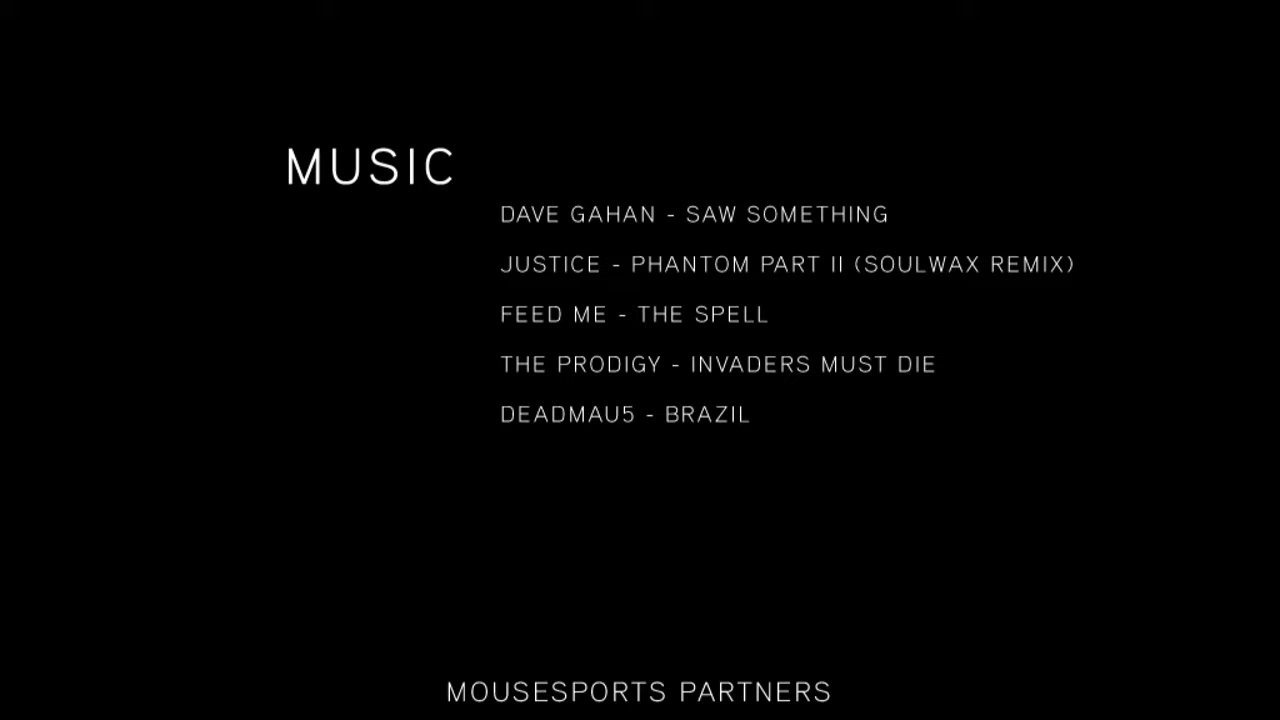 MUSIC
DAVE GAHAN - SAW SOMETHING
JUSTICE - PHANTOM PART II (SOULWAX REMIX)
FEED ME - THE SPELL
THE PRODIGY - INVADERS MUST DIE
DEADMAU5 - BRAZIL
MOUSESPORTS PARTNERS